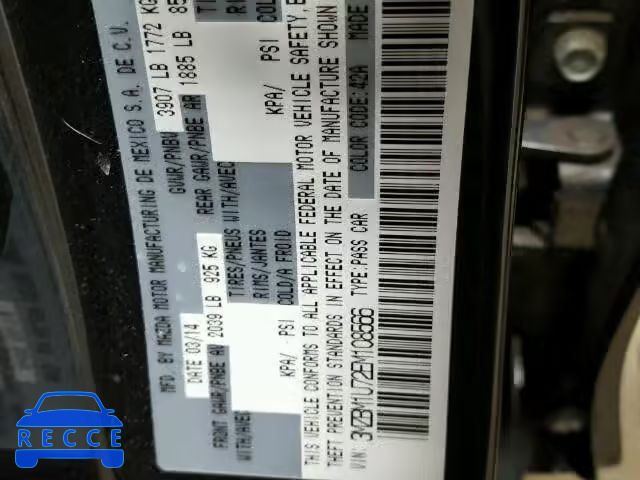 MFD BY MAZDA MOTOR MANUFACTURING DE MEXICO S.A. DE C.V.
DATE 03/14 GVWR/PNBV 3907 LB 1772 KG
FRONT GAWR/PNBE AV 2039 LB 925 KG REAR GAWR/PNBE AR 1885 LB
WITH/AVEC TIRES/PNEUS WITH/AVEC
RIMS/JANTES
KPA/ PSI COLD/A FROID KPA/ PSI
THIS VEHICLE CONFORMS TO ALL APPLICABLE FEDERAL MOTOR VEHICLE SAFETY,
THEFT PREVENTION STANDARDS IN EFFECT ON THE DATE OF MANUFACTURE SHOWN
VIN: 3MZBM1U72EM108566 TYPE:PASS CAR COLOR CODE:42A MADE
RECCE